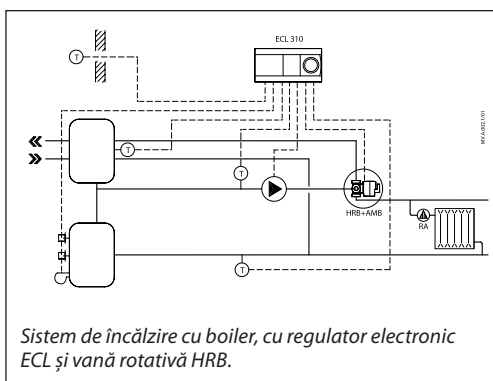 ECL 310
T
T
T
MV.A.002.1/01
HRB+AMB
RA
T
Sistem de încălzire cu boiler, cu regulator electronic
ECL și vană rotativă HRB.